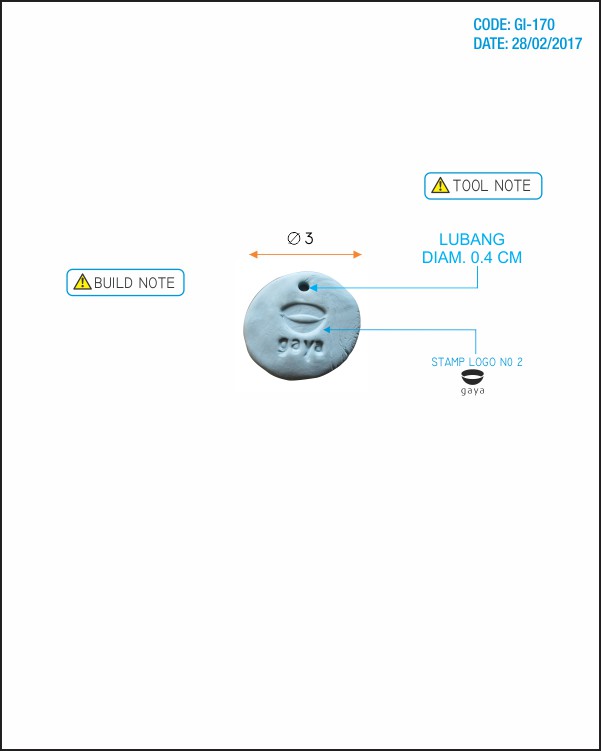 CODE: GI-170
DATE: 28/02/2017
TOOL NOTE
Ø 3
LUBANG
DIAM. 0.4 CM
BUILD NOTE
gaya
STAMP LOGO NO 2
gaya